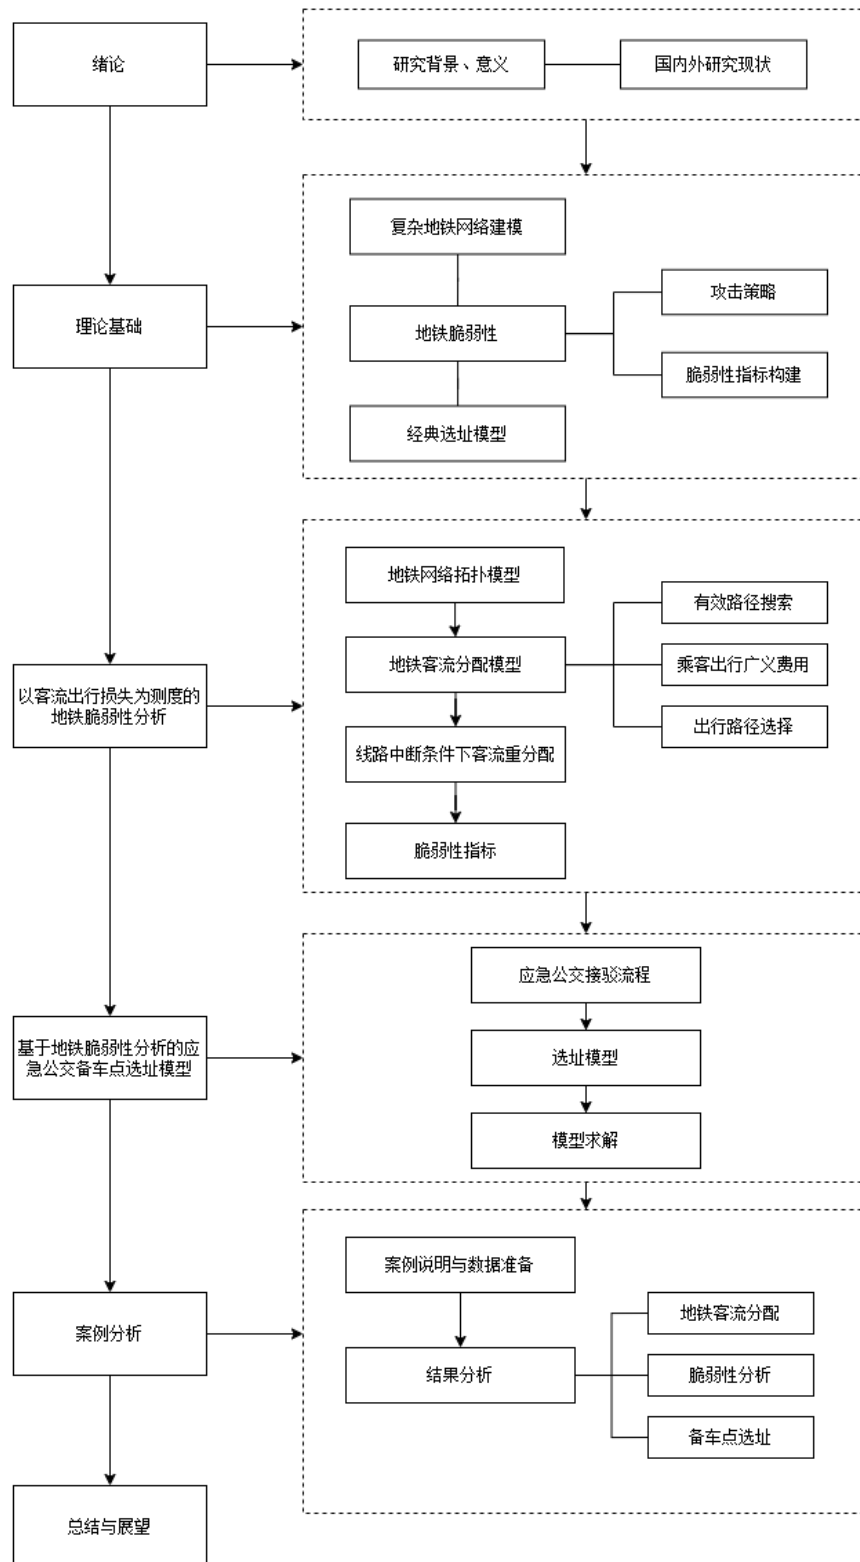 绪论
研究背景、意义
国内外研究现状
复杂地铁网络建模
理论基础
地铁脆弱性
攻击策略
脆弱性指标构建
经典选址模型
地铁网络拓扑模型
有效路径搜索
以客流出行损失为测度的
地铁脆弱性分析
地铁客流分配模型
乘客出行广义费用
出行路径选择
线路中断条件下客流重分配
脆弱性指标
应急公交接驳流程
基于地铁脆弱性分析的应
急公交备车点选址模型
选址模型
模型求解
案例说明与数据准备
案例分析
结果分析
地铁客流分配
脆弱性分析
备车点选址
总结与展望